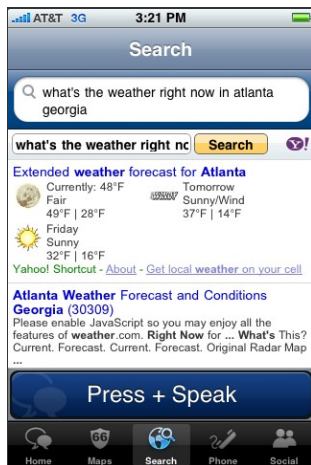 AT&T 3G 3:21 PM
Search
what's the weather right now in atlanta
georgia
what's the weather right no Search Y!
Extended weather forecast for Atlanta
Currently: 48°F
Fair
49°F | 28°F
Tomorrow
Sunny/Wind
37°F | 14°F
Friday
Sunny
32°F | 16°F
Yahoo! Shortcut - About - Get local weather on your cell
Atlanta Weather Forecast and Conditions
Georgia (30309)
Please enable JavaScript so you may enjoy all the
features of weather.com. Right Now for ... What's This?
Current. Forecast. Current. Forecast. Original Radar Map
...
Press + Speak
66
Home Maps Search Phone Social